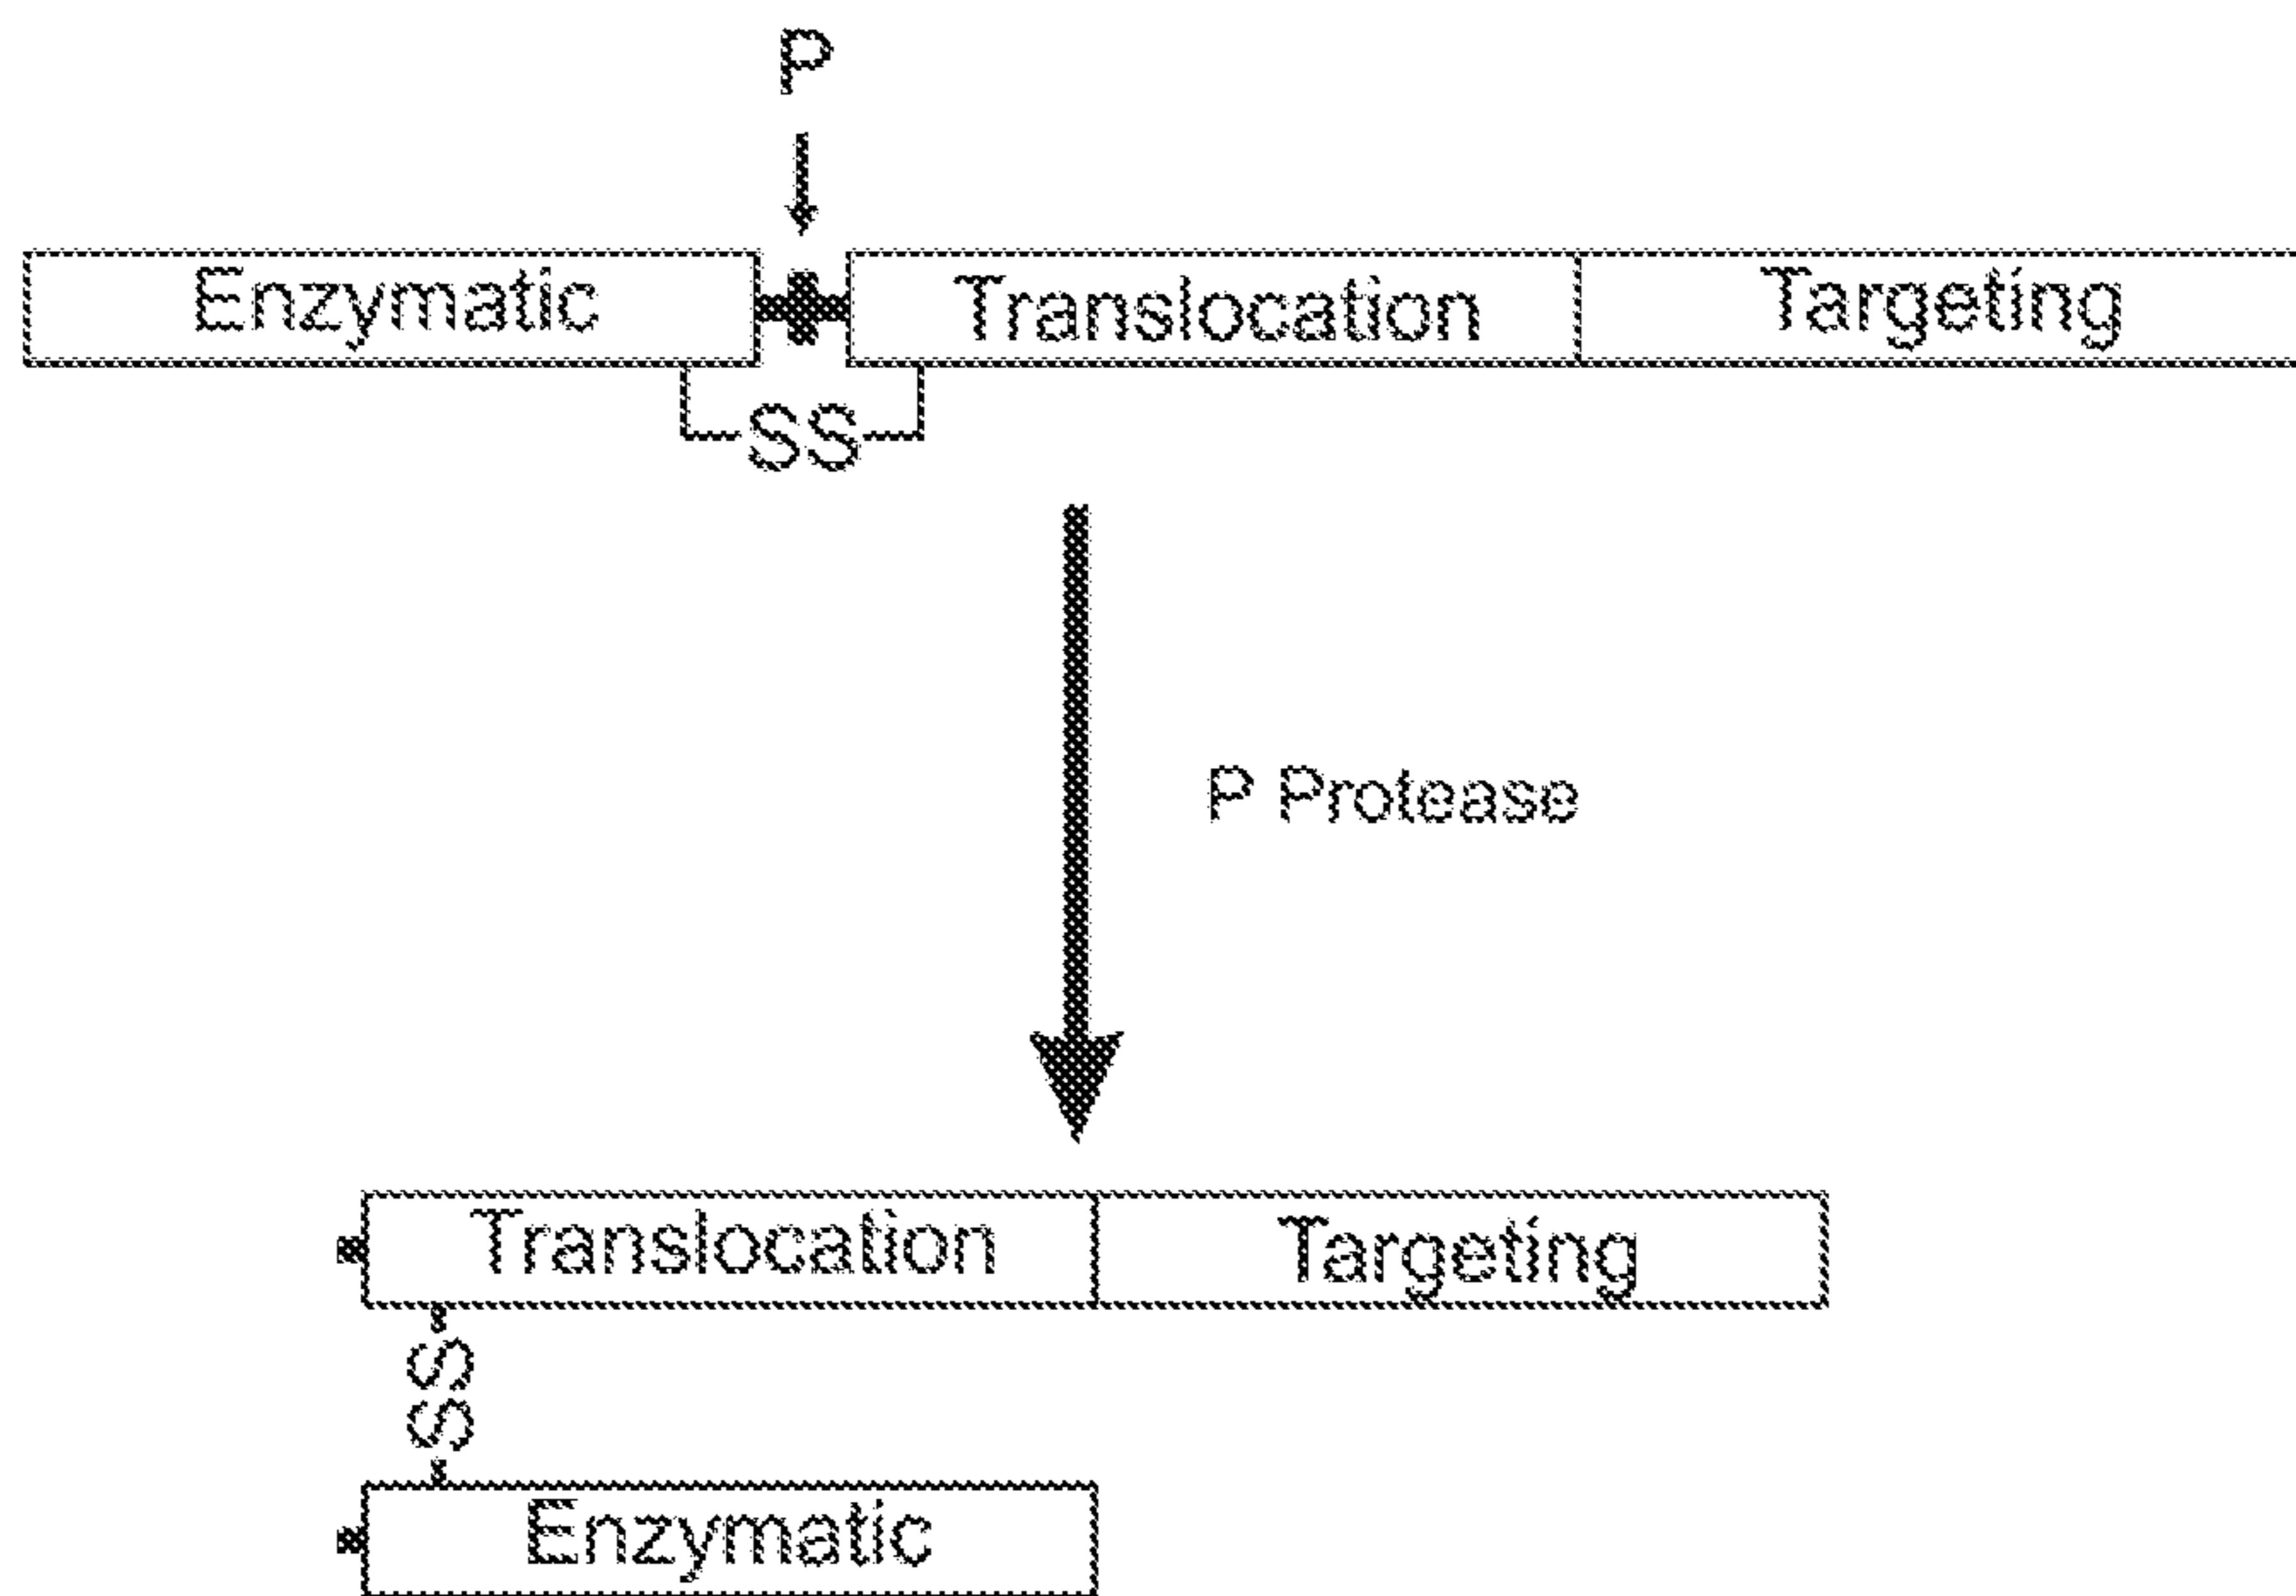 P
Enzymatic Translocation Targeting
SS
P Protease
Translocation Targeting
SS
Enzymatic